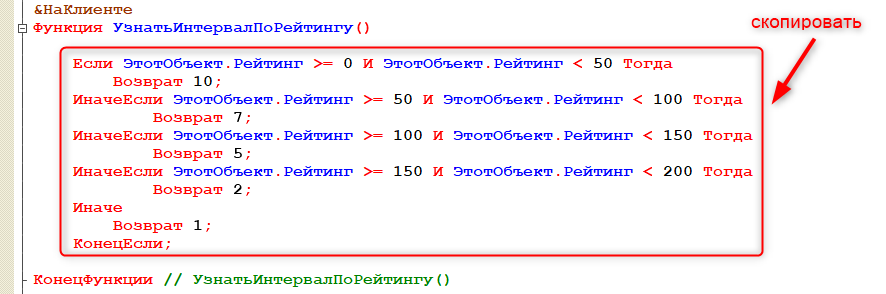 &НаКлиенте
Функция УзнатьИнтервалПоРейтингу()
скопировать
Если ЭтотОбъект.Рейтинг >= 0 И ЭтотОбъект.Рейтинг < 50 Тогда
Возврат 10;
ИначеЕсли ЭтотОбъект.Рейтинг >= 50 И ЭтотОбъект.Рейтинг < 100 Тогда
Возврат 7;
ИначеЕсли ЭтотОбъект.Рейтинг >= 100 И ЭтотОбъект.Рейтинг < 150 Тогда
Возврат 5;
ИначеЕсли ЭтотОбъект.Рейтинг >= 150 И ЭтотОбъект.Рейтинг < 200 Тогда
Возврат 2;
Иначе
Возврат 1;
КонецЕсли;
КонецФункции // УзнатьИнтервалПоРейтингу()